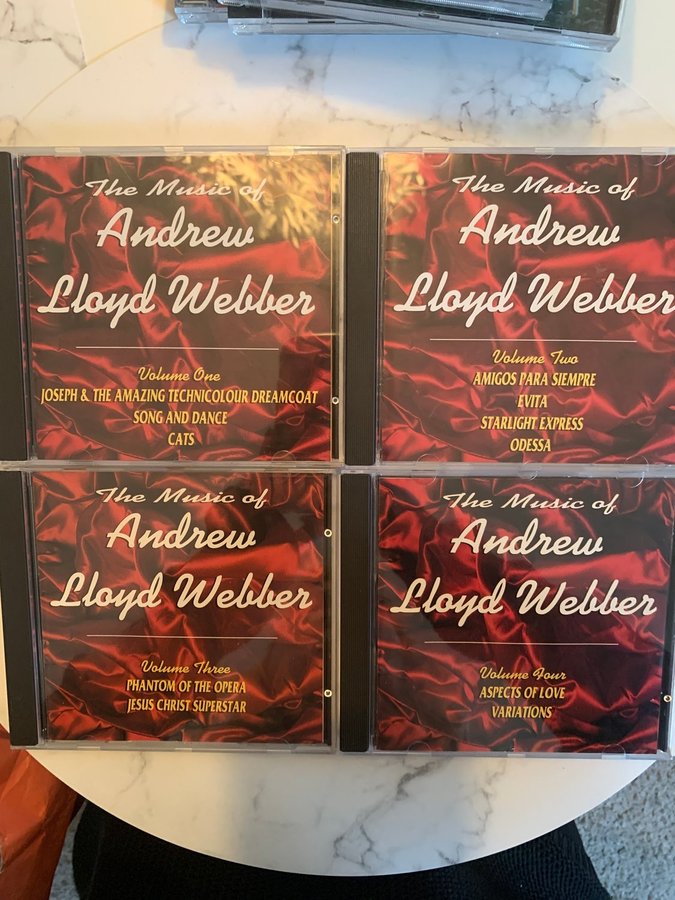 The Music of
Andrew
Lloyd Webber
Volume One
JOSEPH & THE AMAZING TECHNICOLOUR DREAMCOAT
SONG AND DANCE
CATS
The Music of
Andrew
Lloyd Webber
Volume Two
AMIGOS PARA SIEMPRE
EVITA
STARLIGHT EXPRESS
ODESSA
The Music of
Andrew
Lloyd Webber
Volume Three
PHANTOM OF THE OPERA
JESUS CHRIST SUPERSTAR
The Music of
Andrew
Lloyd Webber
Volume Four
ASPECTS OF LOVE
VARIATIONS